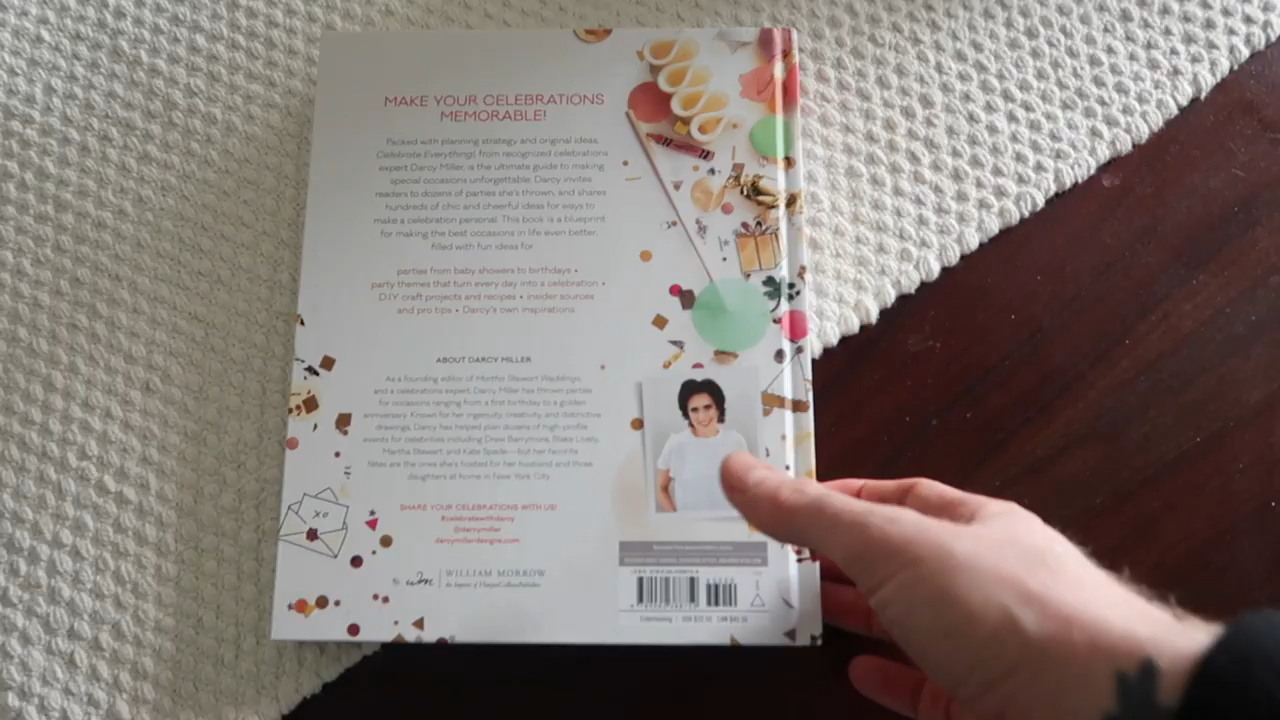 MAKE YOUR CELEBRATIONS
MEMORABLE!
Packed with planning strategy and original ideas,
Celebrate Everything!, from recognized celebrations
expert Darcy Miller, is the ultimate guide to making
special occasions unforgettable. Darcy invites
readers to dozens of parties she's thrown, and shares
hundreds of chic and cheerful ideas for ways to
make a celebration personal. This book is a blueprint
for making the best occasions in life even better,
filled with fun ideas for
parties from baby showers to birthdays •
party themes that turn every day into a celebration •
D.I.Y. craft projects and recipes • insider sources
and pro tips • Darcy's own inspirations
ABOUT DARCY MILLER
As a founding editor of Martha Stewart Weddings,
and a celebrations expert, Darcy Miller has thrown parties
for occasions ranging from a first birthday to a golden
anniversary. Known for her ingenuity, creativity, and distinctive
drawings, Darcy has helped plan dozens of high-profile
events for celebrities including Drew Barrymore, Blake Lively,
Martha Stewart, and Kate Spade—but her favorite
fêtes are the ones she's hosted for her husband and three
daughters at home in New York City.
XO
SHARE YOUR CELEBRATIONS WITH US!
#celebratewithdarcy
@darcymiller
darcymillerdesigns.com
wm WILLIAM MORROW
An Imprint of HarperCollinsPublishers
Entertaining